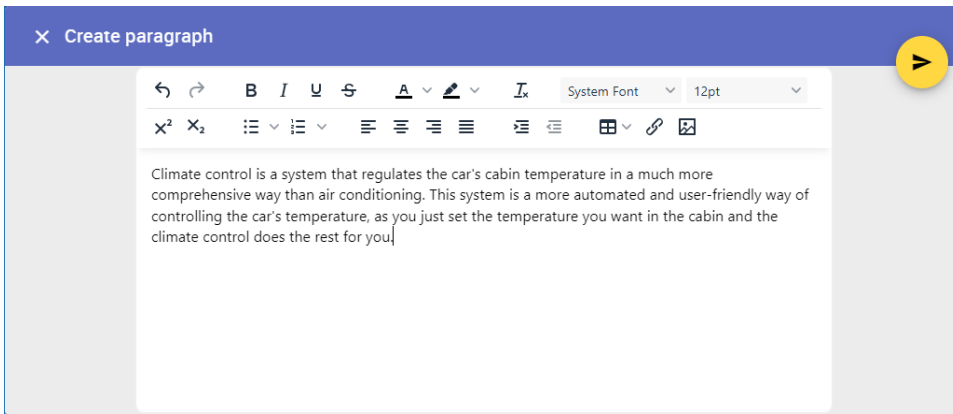 Create paragraph
B I U S A Tx System Font 12pt
X² X₂
Climate control is a system that regulates the car's cabin temperature in a much more
comprehensive way than air conditioning. This system is a more automated and user-friendly way of
controlling the car's temperature, as you just set the temperature you want in the cabin and the
climate control does the rest for you.